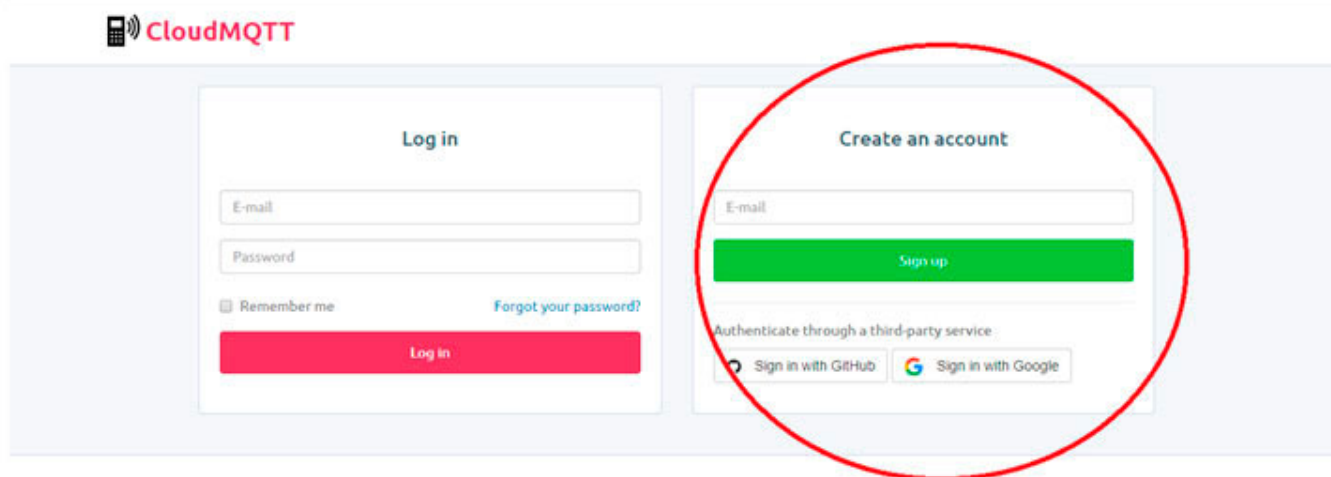 CloudMQTT
Log in
E-mail
Password
Remember me
Forgot your password?
Log in
Create an account
E-mail
Sign up
Authenticate through a third-party service
Sign in with GitHub
Sign in with Google